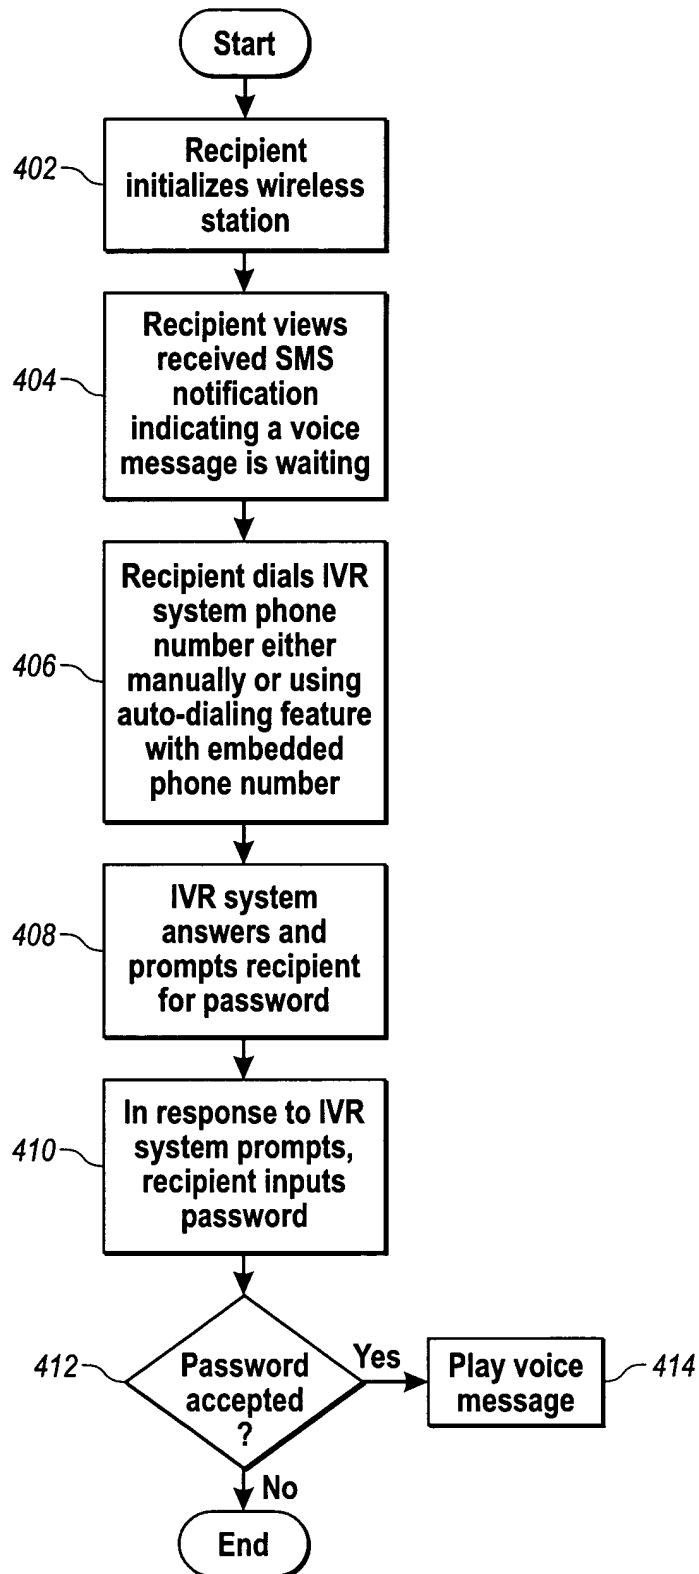 Start
402
Recipient
initializes wireless
station
404
Recipient views
received SMS
notification
indicating a voice
message is waiting
406
Recipient dials IVR
system phone
number either
manually or using
auto-dialing feature
with embedded
phone number
408
IVR system
answers and
prompts recipient
for password
410
In response to IVR
system prompts,
recipient inputs
password
412
Password
accepted
?
Yes
Play voice
message
414
No
End